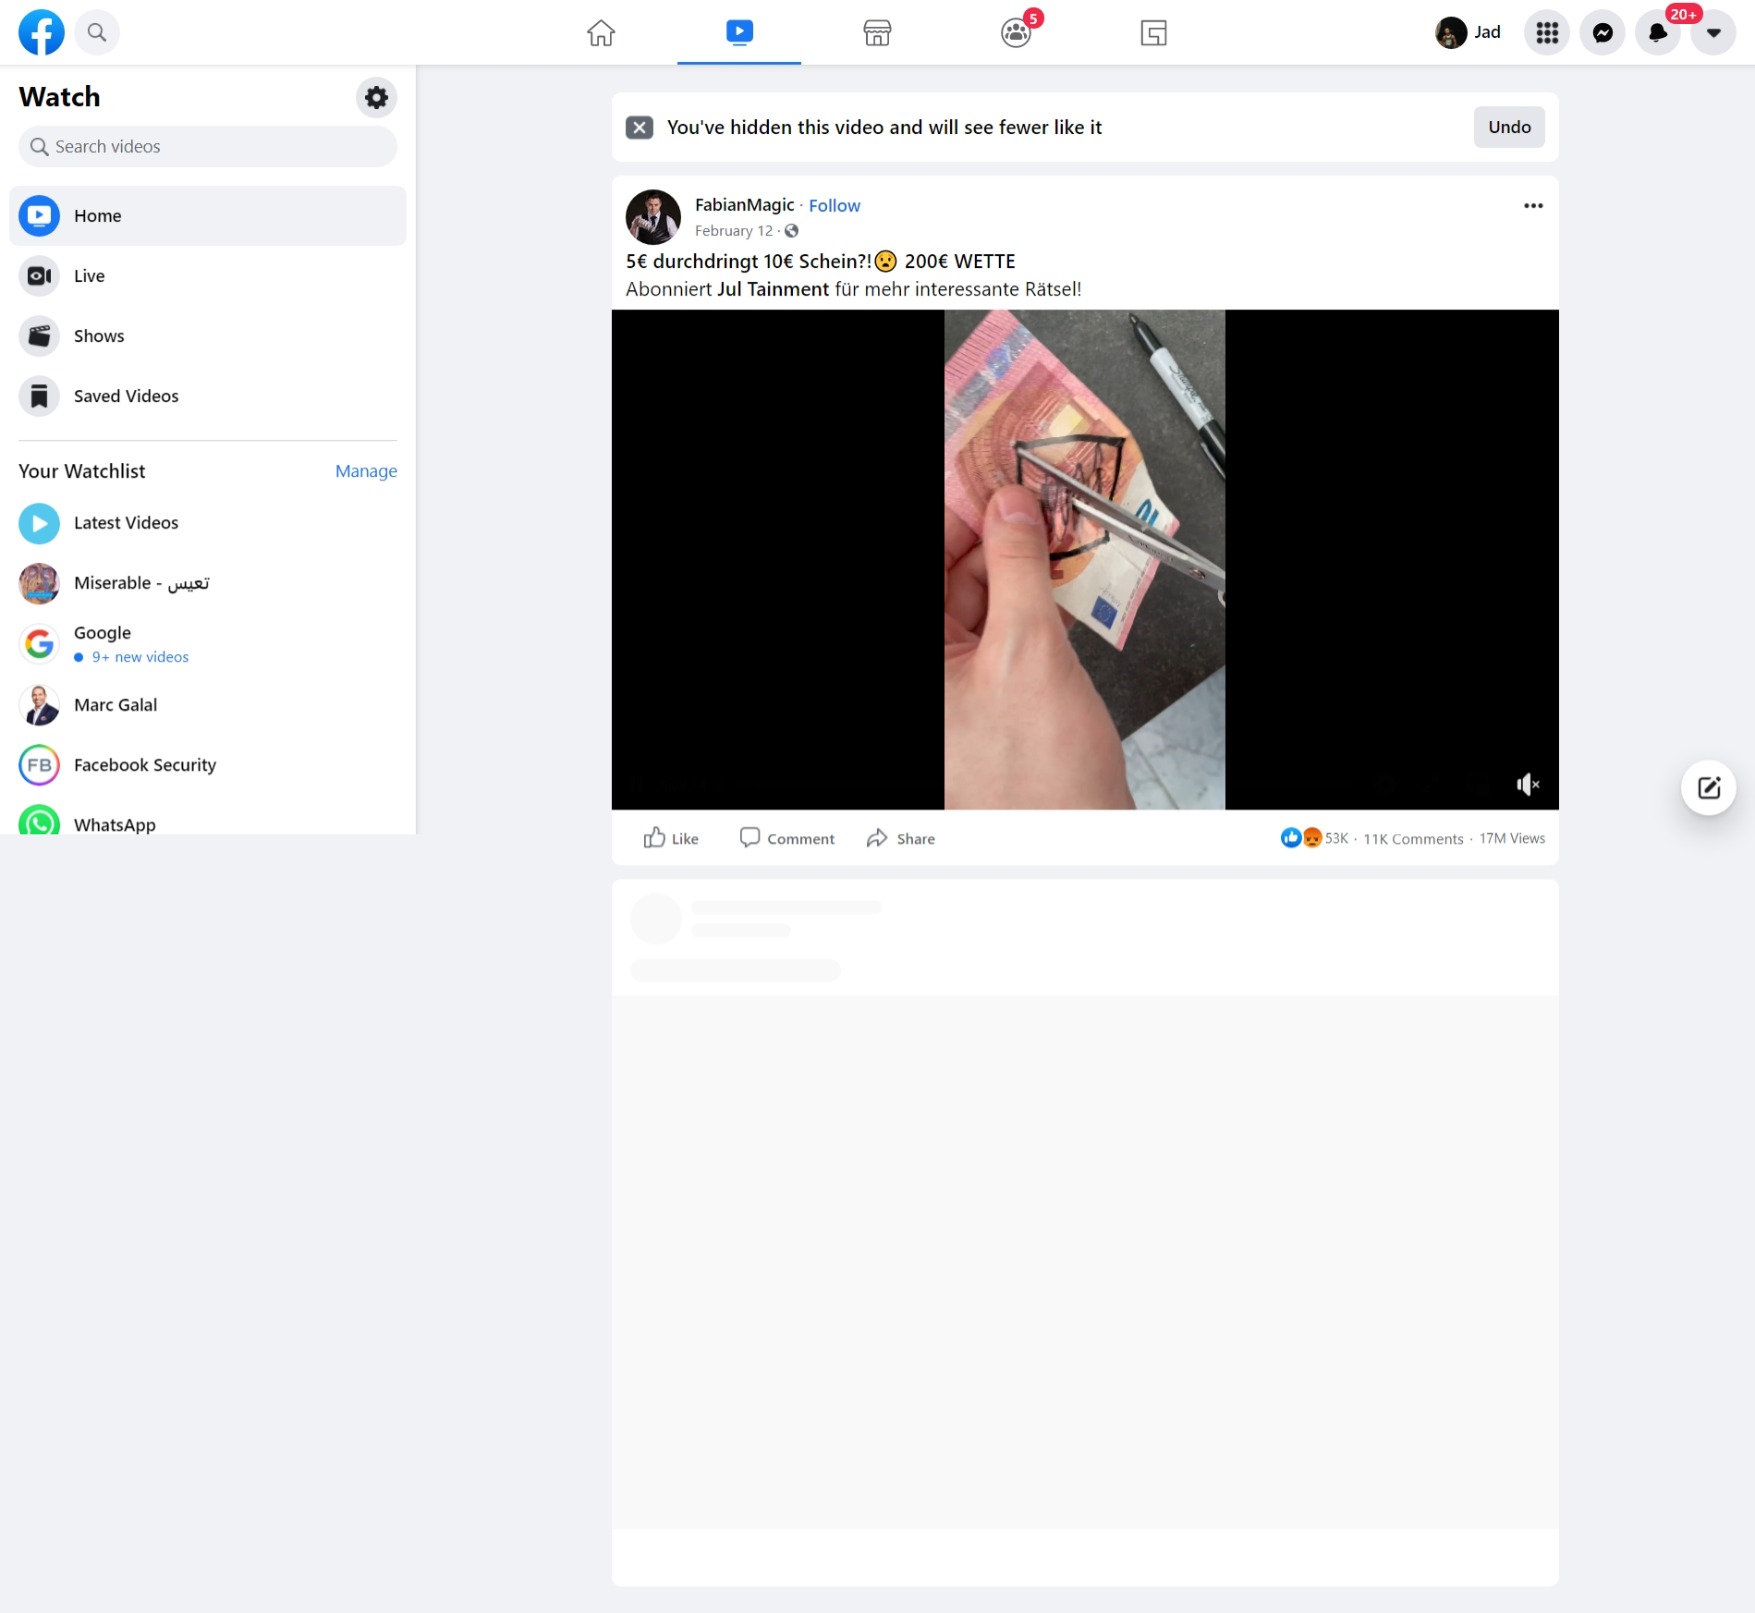 5
Jad
20+
Watch
Search videos
Home
Live
Shows
Saved Videos
Your Watchlist
Manage
Latest Videos
Miserable - تعيس
Google
9+ new videos
Marc Galal
FB
Facebook Security
WhatsApp
You've hidden this video and will see fewer like it
Undo
FabianMagic · Follow
February 12 ·
5€ durchdringt 10€ Schein?!😧 200€ WETTE
Abonniert Jul Tainment für mehr interessante Rätsel!
Sharpie
10
Like
Comment
Share
53K · 11K Comments · 17M Views